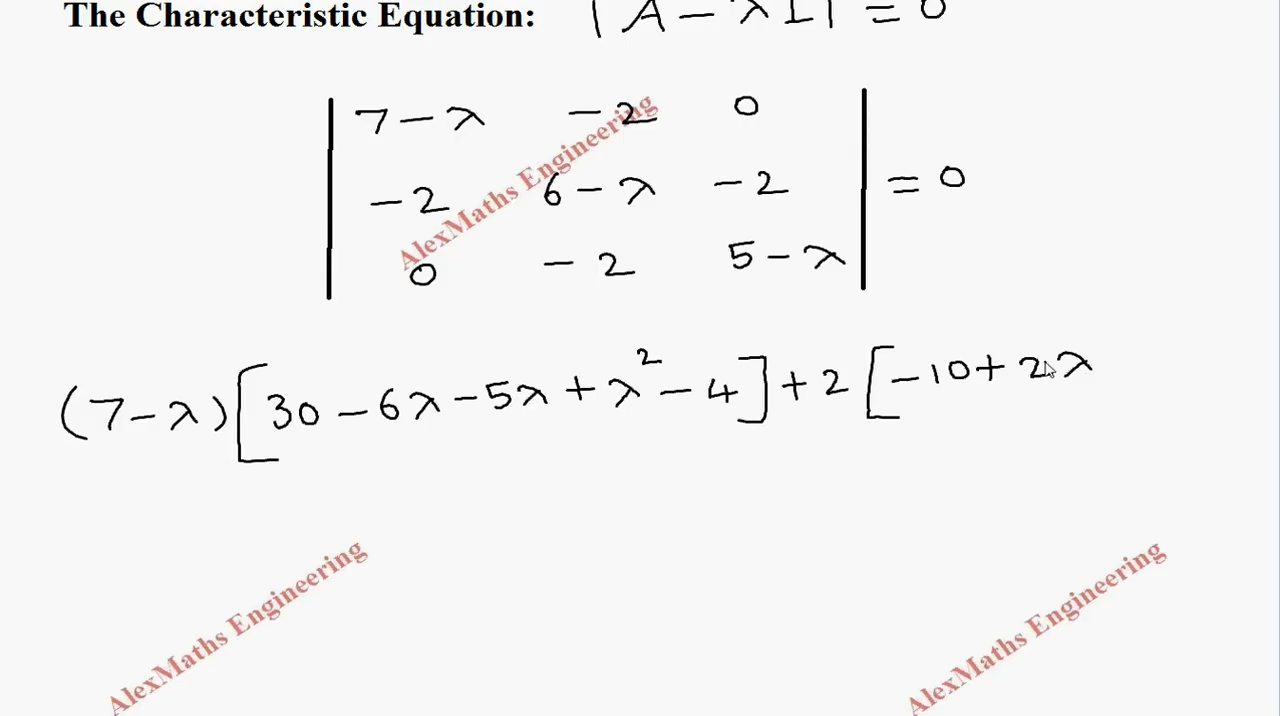 The Characteristic Equation: |A - λI| = 0
7 - λ -2 0
-2 6 - λ -2 = 0
0 -2 5 - λ
(7 - λ)[30 - 6λ - 5λ + λ² - 4] + 2[-10 + 2λ
AlexMaths Engineering
AlexMaths Engineering
AlexMaths Engineering